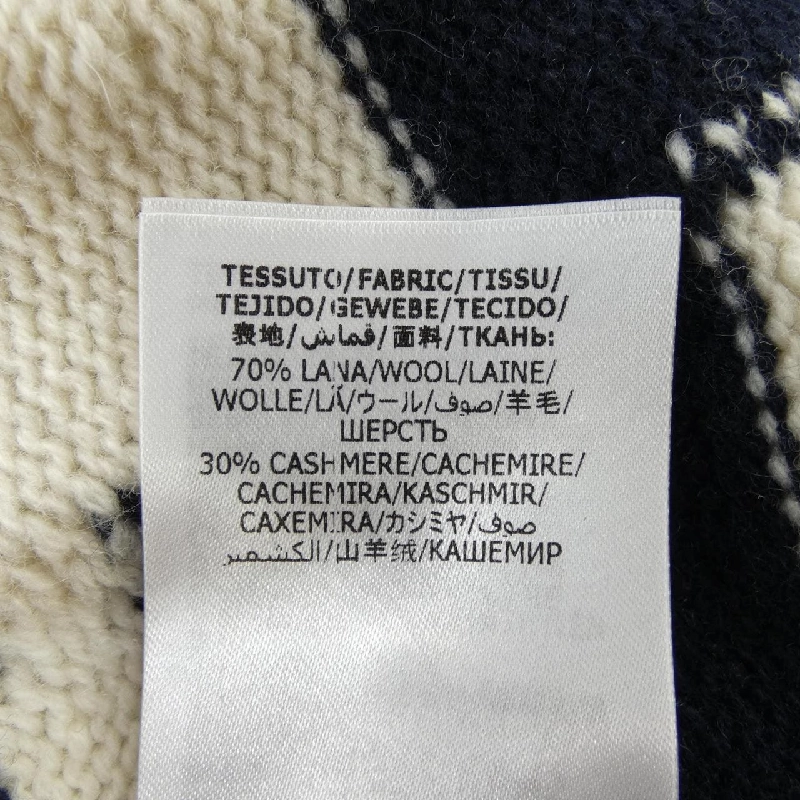 TESSUTO/FABRIC/TISSU/
TEJIDO/GEWEBE/TECIDO/
表地/قماش/面料/ТКАНЬ:
70% LANA/WOOL/LAINE/
WOLLE/LÃ/ウール/صوف/羊毛/
ШЕРСТЬ
30% CASHMERE/CACHEMIRE/
CACHEMIRA/KASCHMIR/
CAXEMIRA/カシミヤ/صوف
الكشمير/山羊绒/КАШЕМИР